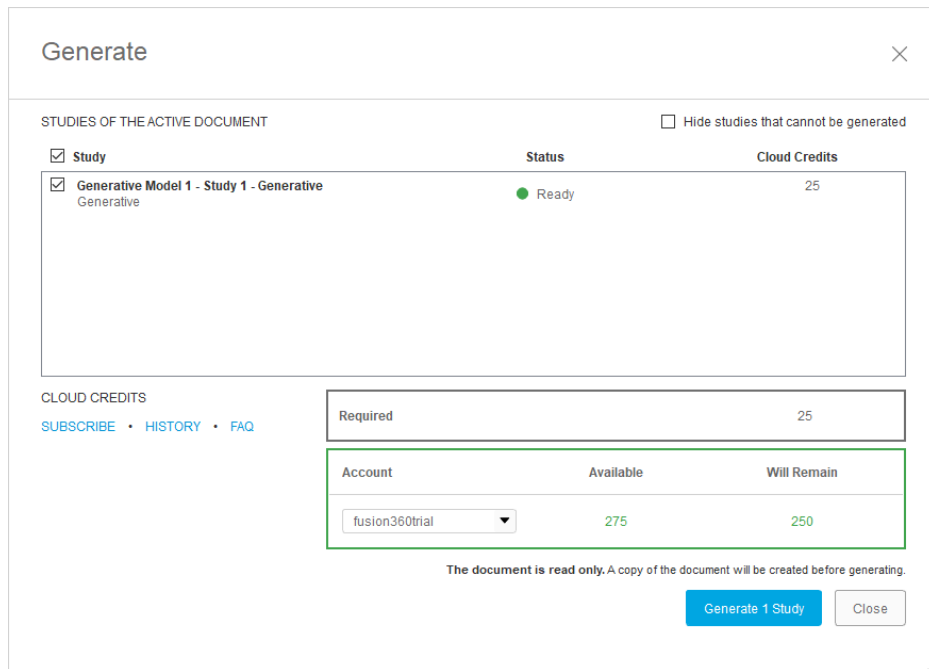 Generate
STUDIES OF THE ACTIVE DOCUMENT
Hide studies that cannot be generated
Study Status Cloud Credits
Generative Model 1 - Study 1 - Generative
Generative
Ready
25
CLOUD CREDITS
SUBSCRIBE • HISTORY • FAQ
Required 25
Account Available Will Remain
fusion360trial 275 250
The document is read only. A copy of the document will be created before generating.
Generate 1 Study Close